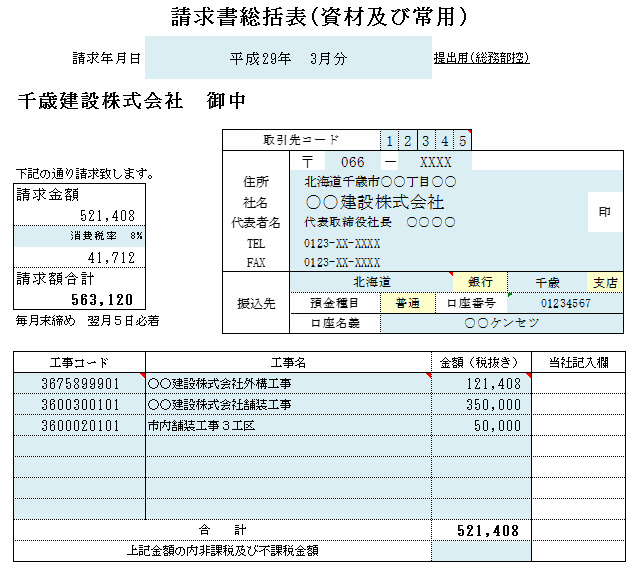 請求書総括表(資材及び常用)
請求年月日 平成29年 3月分 提出用(総務部控)
千歳建設株式会社 御中
取引先コード 1 2 3 4 5
〒 066 － XXXX
下記の通り請求致します。
住所 北海道千歳市〇〇丁目〇〇
社名 〇〇建設株式会社 印
代表者名 代表取締役社長 〇〇〇〇
TEL 0123-XX-XXXX
FAX 0123-XX-XXXX
請求金額
521,408
消費税率 8%
41,712
請求額合計
563,120
毎月末締め 翌月５日必着
振込先 北海道 銀行 千歳 支店
預金種目 普通 口座番号 01234567
口座名義 〇〇ケンセツ
工事コード 工事名 金額（税抜き） 当社記入欄
3675899901 〇〇建設株式会社外構工事 121,408
3600300101 〇〇建設株式会社舗装工事 350,000
3600020101 市内舗装工事３工区 50,000
合 計 521,408
上記金額の内非課税及び不課税金額